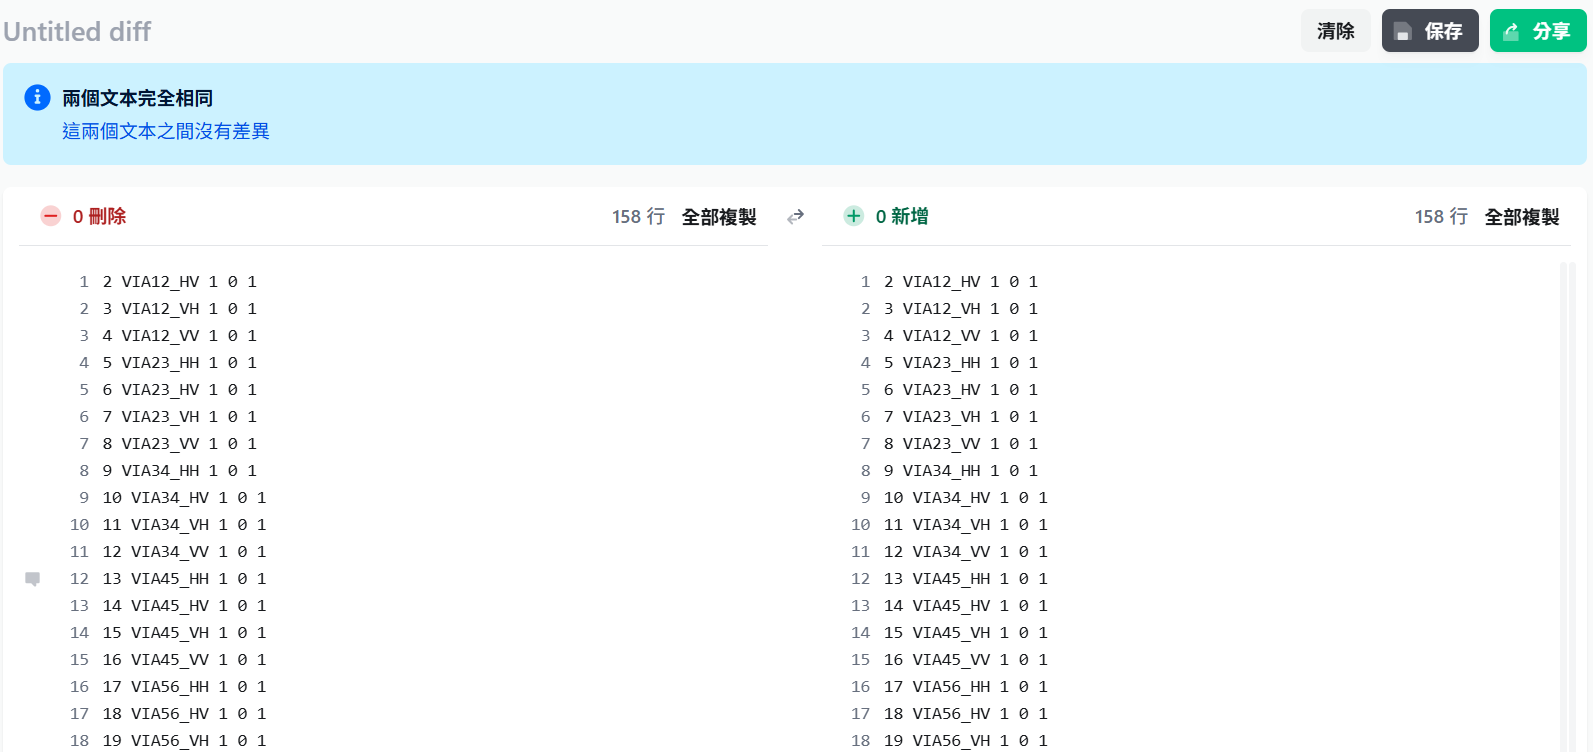 Untitled diff
清除
保存
分享
兩個文本完全相同
這兩個文本之間沒有差異
0 刪除
158 行
全部複製
0 新增
158 行
全部複製
1 2 VIA12_HV 1 0 1
2 3 VIA12_VH 1 0 1
3 4 VIA12_VV 1 0 1
4 5 VIA23_HH 1 0 1
5 6 VIA23_HV 1 0 1
6 7 VIA23_VH 1 0 1
7 8 VIA23_VV 1 0 1
8 9 VIA34_HH 1 0 1
9 10 VIA34_HV 1 0 1
10 11 VIA34_VH 1 0 1
11 12 VIA34_VV 1 0 1
12 13 VIA45_HH 1 0 1
13 14 VIA45_HV 1 0 1
14 15 VIA45_VH 1 0 1
15 16 VIA45_VV 1 0 1
16 17 VIA56_HH 1 0 1
17 18 VIA56_HV 1 0 1
18 19 VIA56_VH 1 0 1
1 2 VIA12_HV 1 0 1
2 3 VIA12_VH 1 0 1
3 4 VIA12_VV 1 0 1
4 5 VIA23_HH 1 0 1
5 6 VIA23_HV 1 0 1
6 7 VIA23_VH 1 0 1
7 8 VIA23_VV 1 0 1
8 9 VIA34_HH 1 0 1
9 10 VIA34_HV 1 0 1
10 11 VIA34_VH 1 0 1
11 12 VIA34_VV 1 0 1
12 13 VIA45_HH 1 0 1
13 14 VIA45_HV 1 0 1
14 15 VIA45_VH 1 0 1
15 16 VIA45_VV 1 0 1
16 17 VIA56_HH 1 0 1
17 18 VIA56_HV 1 0 1
18 19 VIA56_VH 1 0 1